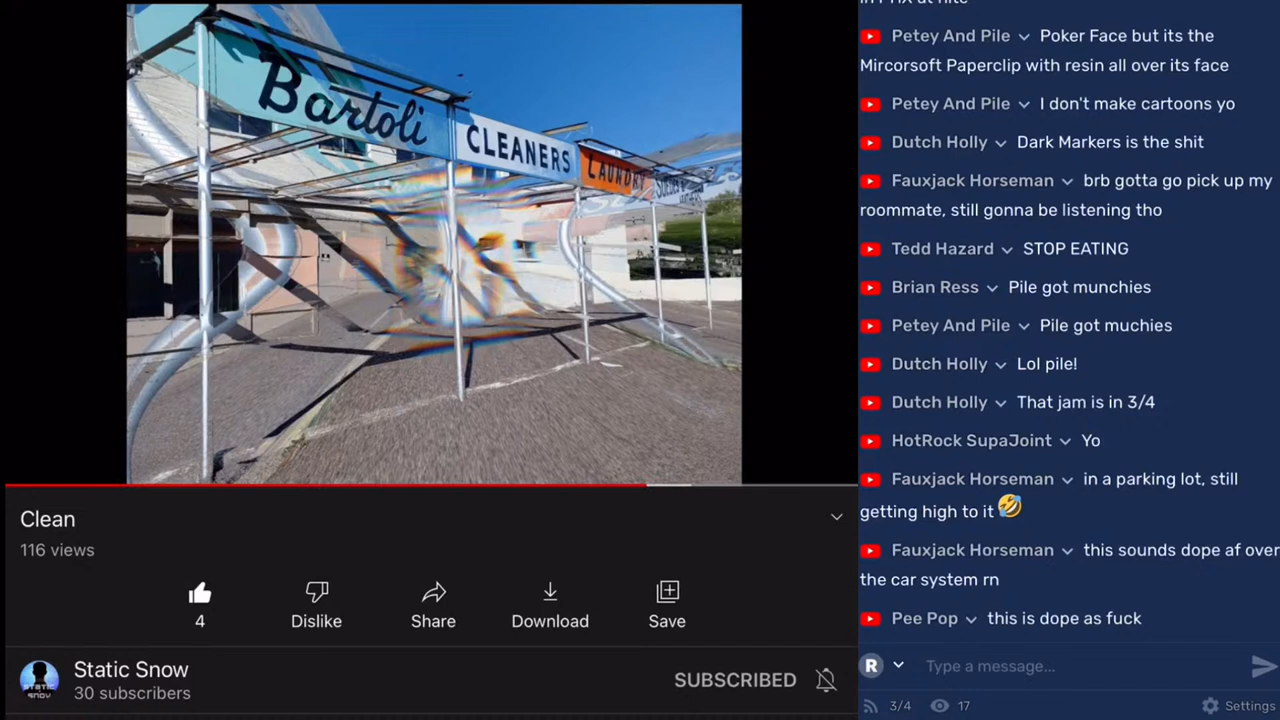 Bartoli
CLEANERS
LAUNDRY
Clean
116 views
4
Dislike
Share
Download
Save
STATIC
SNOW
Static Snow
30 subscribers
SUBSCRIBED
Petey And Pile Poker Face but its the
Mircorsoft Paperclip with resin all over its face
Petey And Pile I don't make cartoons yo
Dutch Holly Dark Markers is the shit
Fauxjack Horseman brb gotta go pick up my
roommate, still gonna be listening tho
Tedd Hazard STOP EATING
Brian Ress Pile got munchies
Petey And Pile Pile got muchies
Dutch Holly Lol pile!
Dutch Holly That jam is in 3/4
HotRock SupaJoint Yo
Fauxjack Horseman in a parking lot, still
getting high to it 🤣
Fauxjack Horseman this sounds dope af over
the car system rn
Pee Pop this is dope as fuck
R Type a message...
3/4 17 Settings